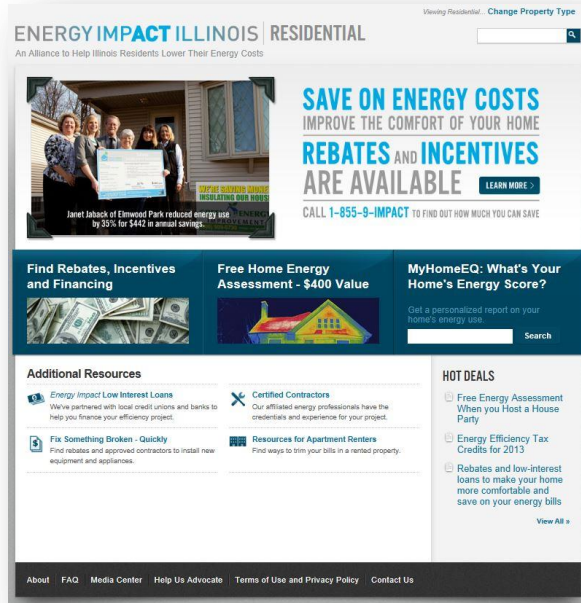 Viewing Residential... Change Property Type
ENERGY IMPACT ILLINOIS RESIDENTIAL
An Alliance to Help Illinois Residents Lower Their Energy Costs
SAVE ON ENERGY COSTS
IMPROVE THE COMFORT OF YOUR HOME
REBATES AND INCENTIVES
ARE AVAILABLE
LEARN MORE >
CALL 1-855-9-IMPACT TO FIND OUT HOW MUCH YOU CAN SAVE
WE'RE SAVING MONEY
INSULATING OUR HOUSE
ENERGY
IMPROVEMENT
Janet Jaback of Elmwood Park reduced energy use
by 35% for $442 in annual savings.
Find Rebates, Incentives
and Financing
Free Home Energy
Assessment - $400 Value
MyHomeEQ: What's Your
Home's Energy Score?
Get a personalized report on your
home's energy use.
Search
Additional Resources
Energy Impact Low Interest Loans
We've partnered with local credit unions and banks to
help you finance your efficiency project.
Certified Contractors
Our affiliated energy professionals have the
credentials and experience for your project.
Fix Something Broken - Quickly
Find rebates and approved contractors to install new
equipment and appliances.
Resources for Apartment Renters
Find ways to trim your bills in a rented property.
HOT DEALS
Free Energy Assessment
When you Host a House
Party
Energy Efficiency Tax
Credits for 2013
Rebates and low-interest
loans to make your home
more comfortable and
save on your energy bills
View All »
About FAQ Media Center Help Us Advocate Terms of Use and Privacy Policy Contact Us